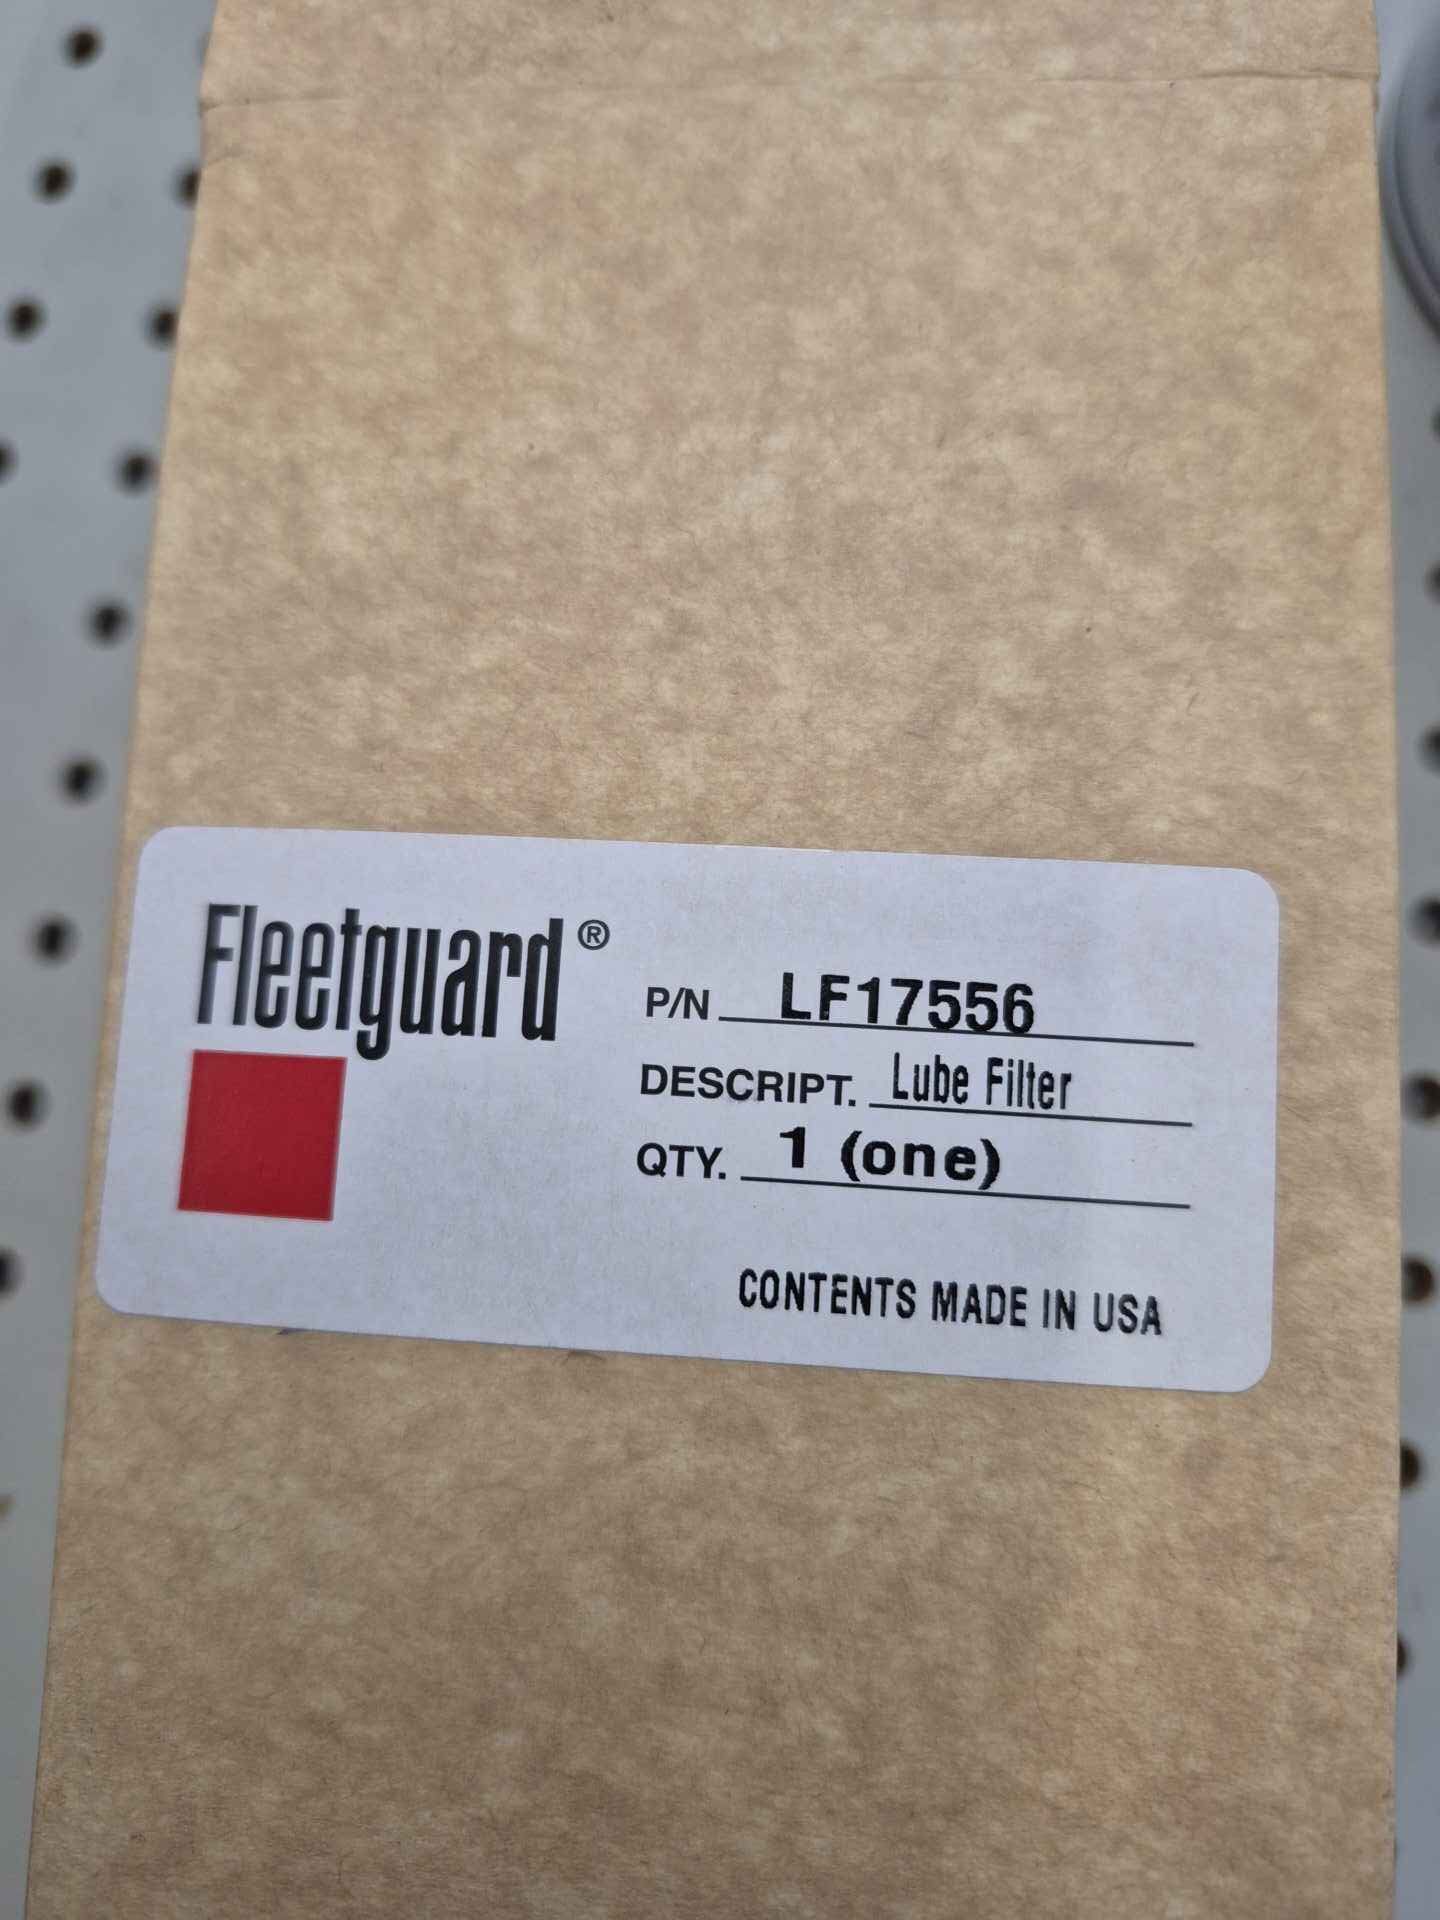 Fleetguard®
P/N LF17556
DESCRIPT. Lube Filter
QTY. 1 (one)
CONTENTS MADE IN USA